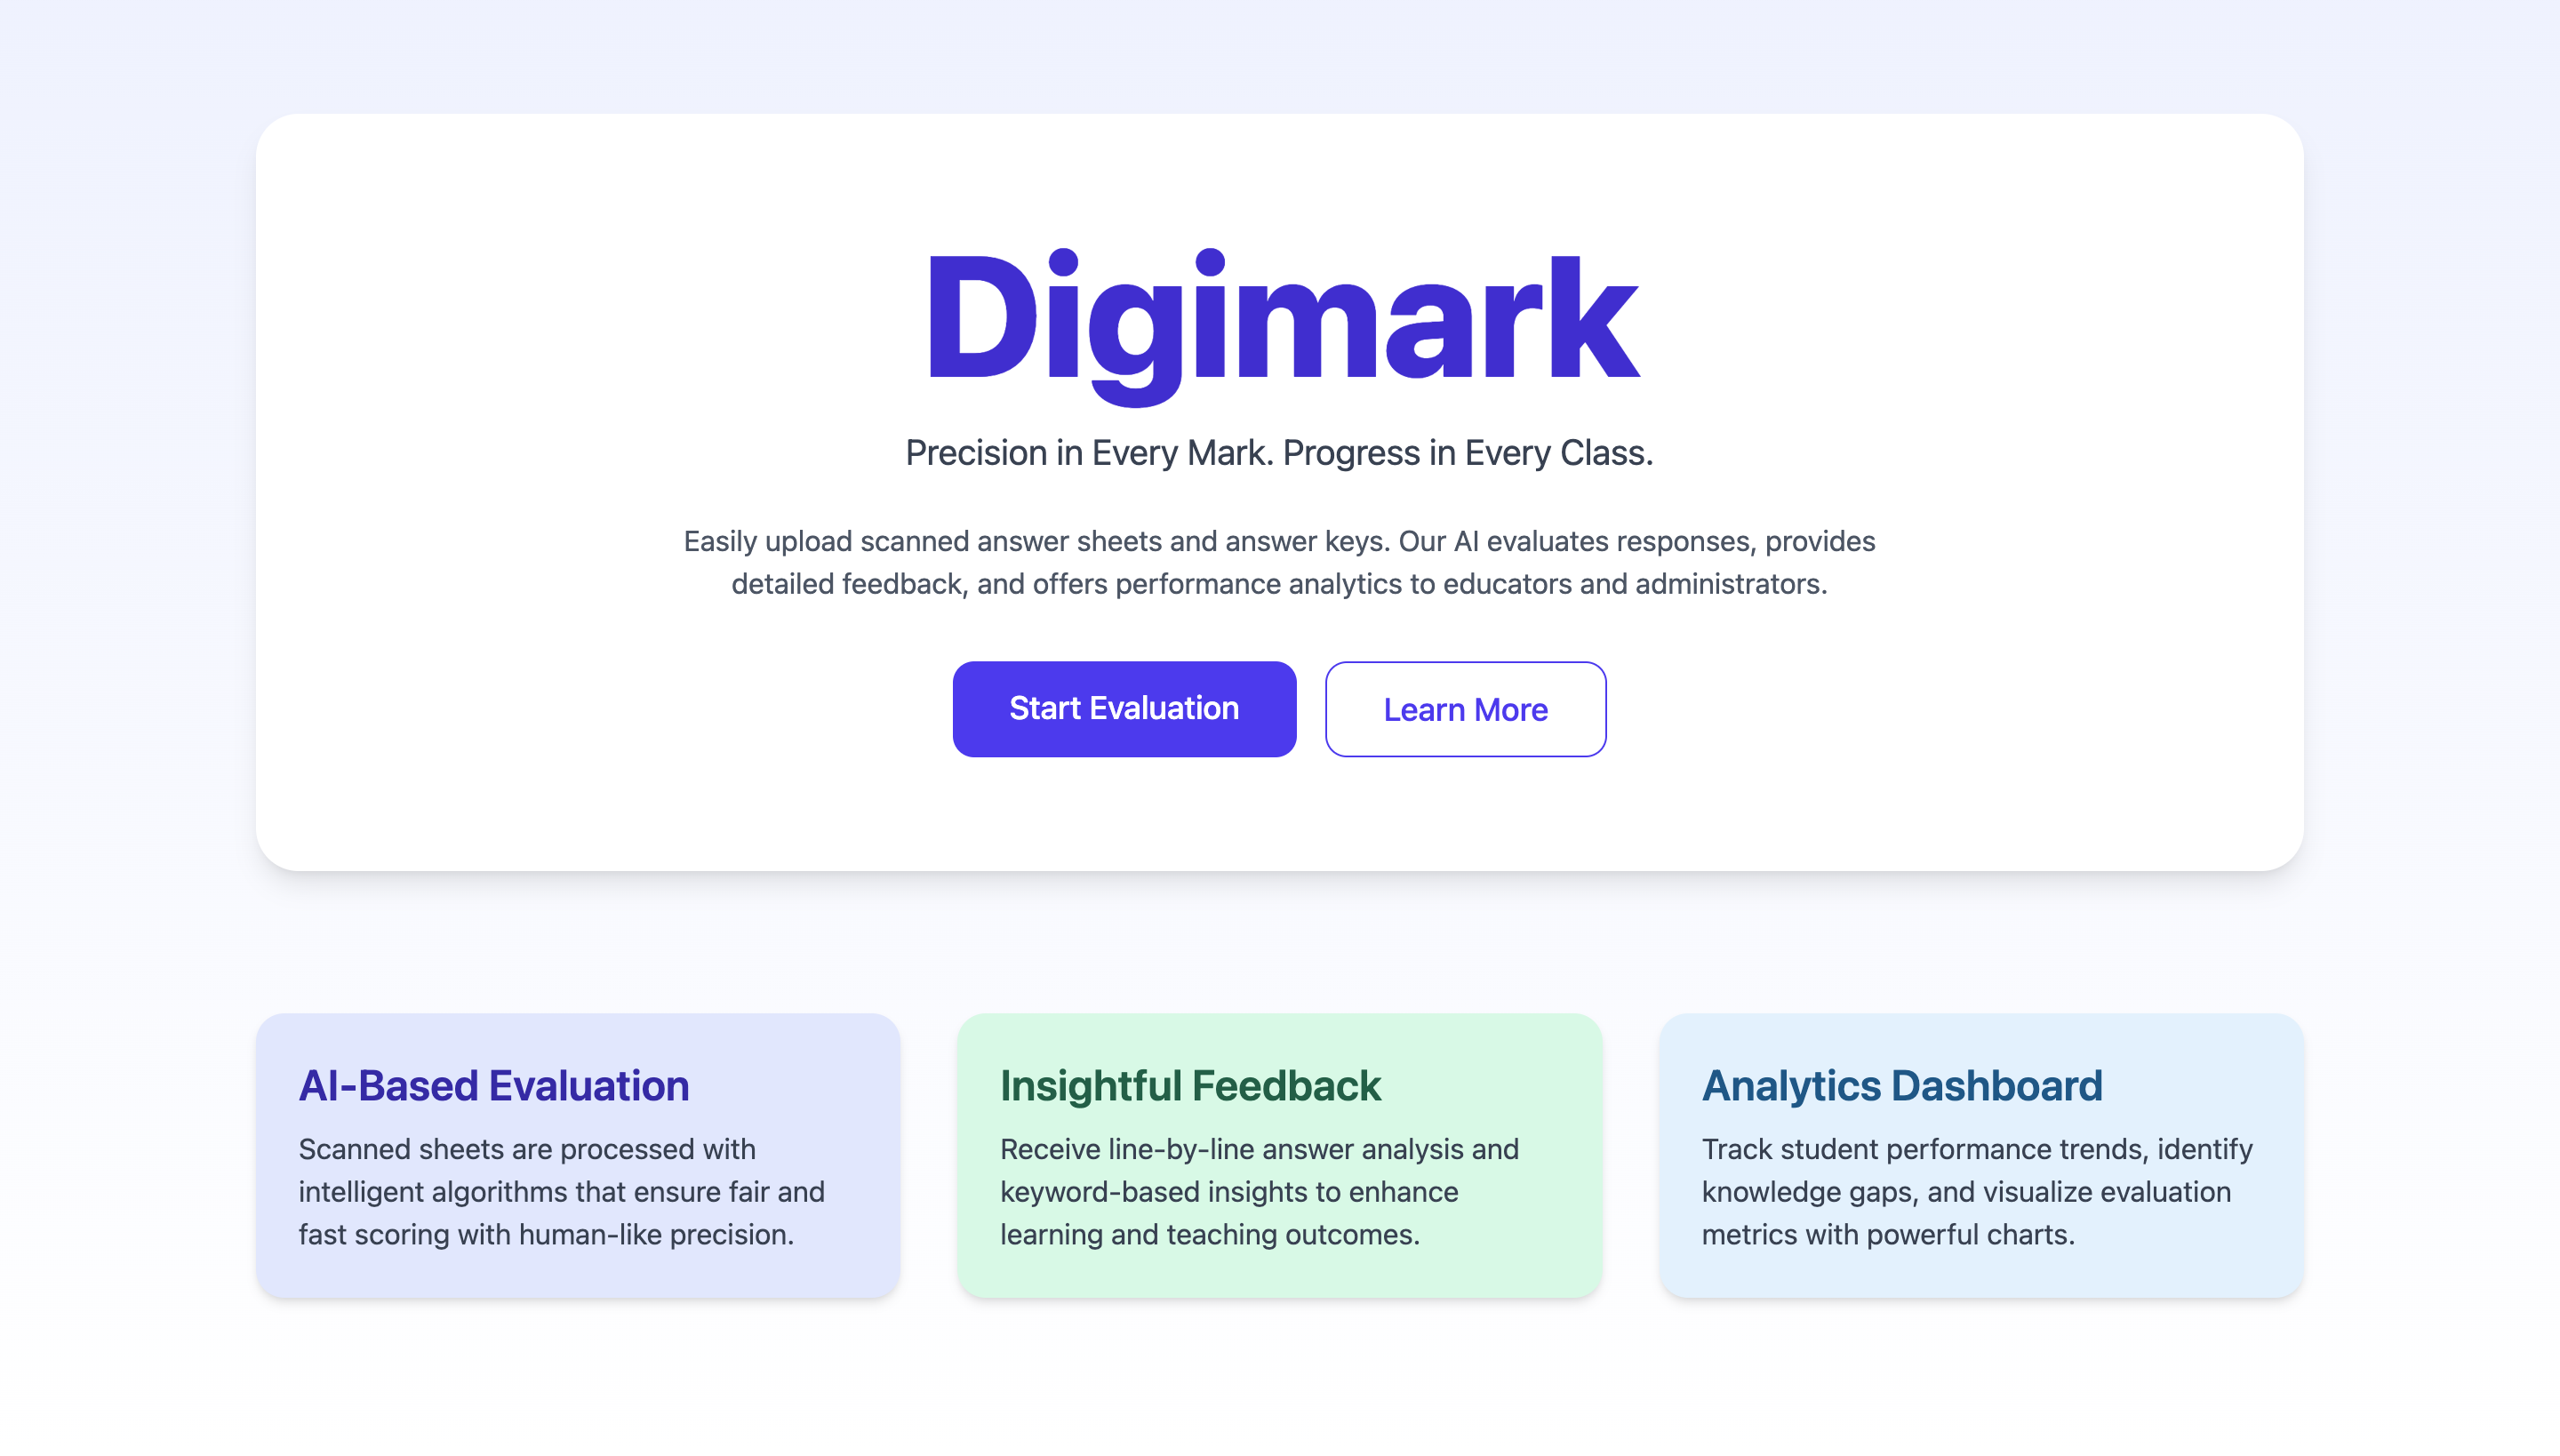 Digimark
Precision in Every Mark. Progress in Every Class.
Easily upload scanned answer sheets and answer keys. Our AI evaluates responses, provides
detailed feedback, and offers performance analytics to educators and administrators.
Start Evaluation
Learn More
AI-Based Evaluation
Scanned sheets are processed with
intelligent algorithms that ensure fair and
fast scoring with human-like precision.
Insightful Feedback
Receive line-by-line answer analysis and
keyword-based insights to enhance
learning and teaching outcomes.
Analytics Dashboard
Track student performance trends, identify
knowledge gaps, and visualize evaluation
metrics with powerful charts.